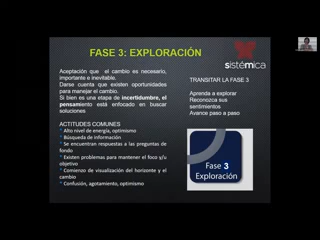 FASE 3: EXPLORACIÓN
sistémica
Aceptación que el cambio es necesario,
importante e inevitable.
Darse cuenta que existen oportunidades
para manejar el cambio.
Si bien es una etapa de incertidumbre, el
pensamiento está enfocado en buscar
soluciones
ACTITUDES COMUNES
• Alto nivel de energía, optimismo
• Búsqueda de información
• Se encuentran respuestas a las preguntas de
fondo
• Existen problemas para mantener el foco y/u
objetivo
• Comienzo de visualización del horizonte y el
cambio
• Confusión, agotamiento, optimismo
TRANSITAR LA FASE 3
Aprenda a explorar
Reconozca sus
sentimientos
Avance paso a paso
Fase 3
Exploración